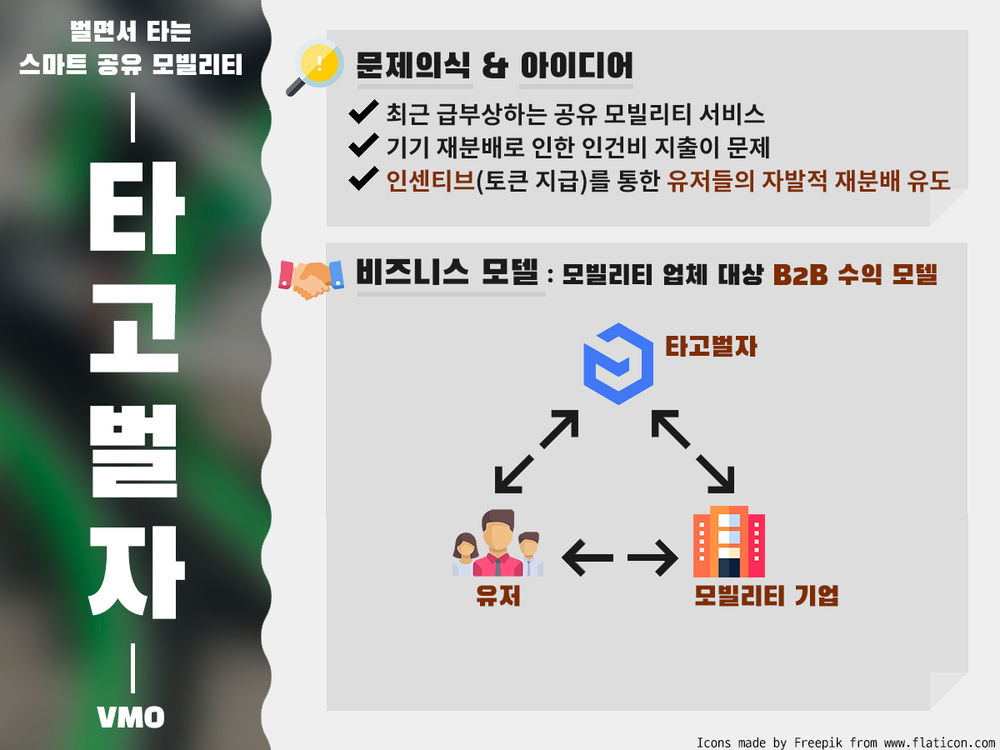 벌면서 타는
스마트 공유 모빌리티
타
고
벌
자
VMO
문제의식 & 아이디어
최근 급부상하는 공유 모빌리티 서비스
기기 재분배로 인한 인건비 지출이 문제
인센티브(토큰 지급)를 통한 유저들의 자발적 재분배 유도
비즈니스 모델 : 모빌리티 업체 대상 B2B 수익 모델
타고벌자
유저
모빌리티 기업
Icons made by Freepik from www.flaticon.com